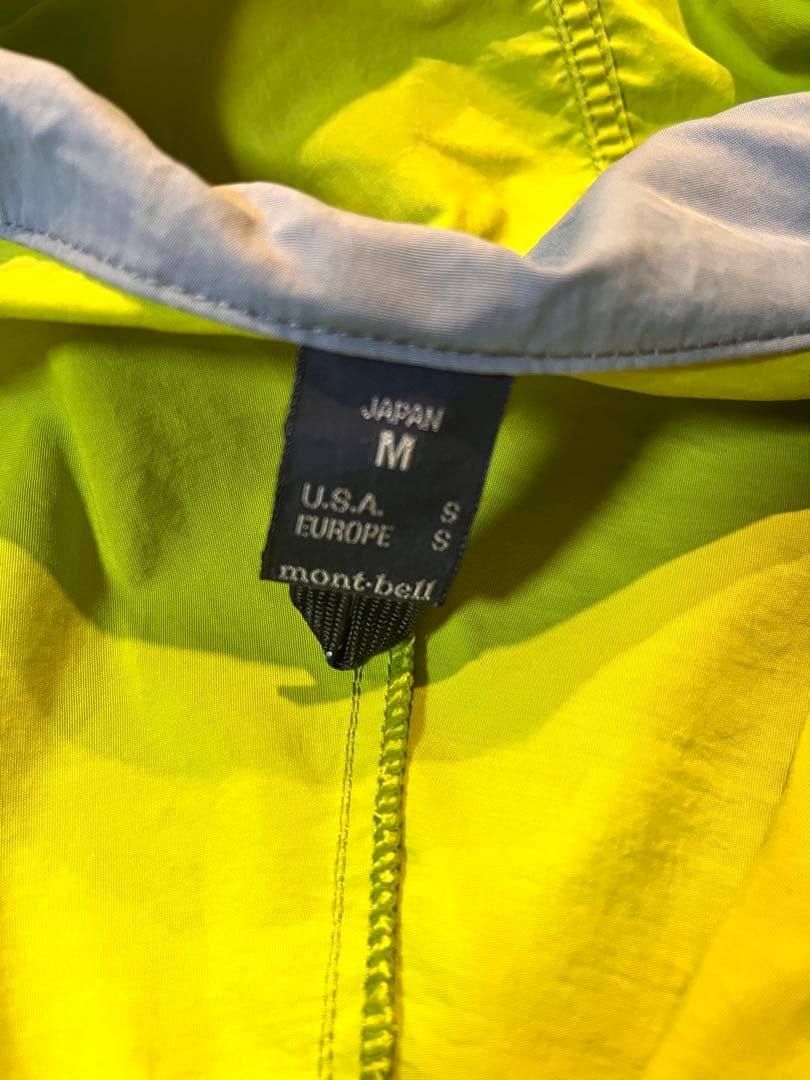 JAPAN
M
U.S.A. S
EUROPE S
mont·bell